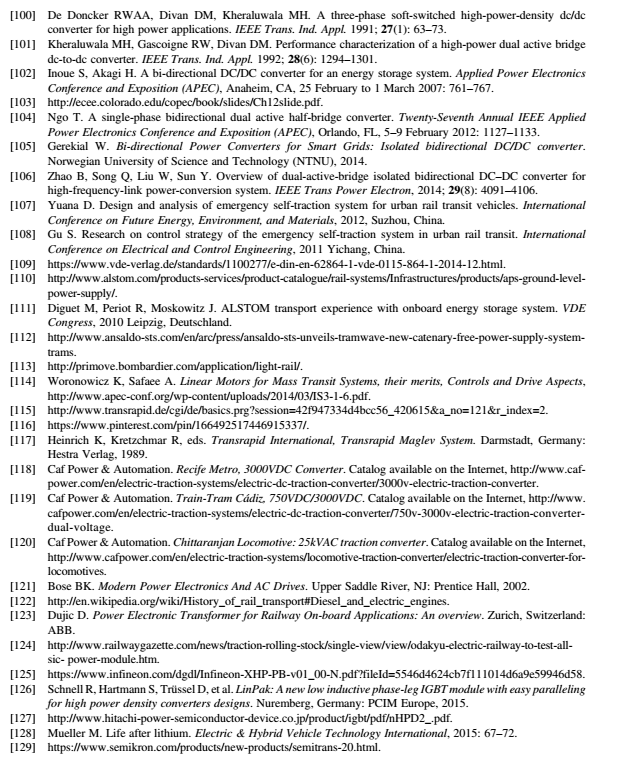 [100] De Doncker RWAA, Divan DM, Kheraluwala MH. A three-phase soft-switched high-power-density dc/dc
converter for high power applications. IEEE Trans. Ind. Appl. 1991; 27(1): 63–73.
[101] Kheraluwala MH, Gascoigne RW, Divan DM. Performance characterization of a high-power dual active bridge
dc-to-dc converter. IEEE Trans. Ind. Appl. 1992; 28(6): 1294–1301.
[102] Inoue S, Akagi H. A bi-directional DC/DC converter for an energy storage system. Applied Power Electronics
Conference and Exposition (APEC), Anaheim, CA, 25 February to 1 March 2007: 761–767.
[103] http://ecee.colorado.edu/copec/book/slides/Ch12slide.pdf.
[104] Ngo T. A single-phase bidirectional dual active half-bridge converter. Twenty-Seventh Annual IEEE Applied
Power Electronics Conference and Exposition (APEC), Orlando, FL, 5–9 February 2012: 1127–1133.
[105] Gerekial W. Bi-directional Power Converters for Smart Grids: Isolated bidirectional DC/DC converter.
Norwegian University of Science and Technology (NTNU), 2014.
[106] Zhao B, Song Q, Liu W, Sun Y. Overview of dual-active-bridge isolated bidirectional DC–DC converter for
high-frequency-link power-conversion system. IEEE Trans Power Electron, 2014; 29(8): 4091–4106.
[107] Yuana D. Design and analysis of emergency self-traction system for urban rail transit vehicles. International
Conference on Future Energy, Environment, and Materials, 2012, Suzhou, China.
[108] Gu S. Research on control strategy of the emergency self-traction system in urban rail transit. International
Conference on Electrical and Control Engineering, 2011 Yichang, China.
[109] https://www.vde-verlag.de/standards/1100277/e-din-en-62864-1-vde-0115-864-1-2014-12.html.
[110] http://www.alstom.com/products-services/product-catalogue/rail-systems/Infrastructures/products/aps-ground-level-
power-supply/.
[111] Diguet M, Periot R, Moskowitz J. ALSTOM transport experience with onboard energy storage system. VDE
Congress, 2010 Leipzig, Deutschland.
[112] http://www.ansaldo-sts.com/en/arc/press/ansaldo-sts-unveils-tramwave-new-catenary-free-power-supply-system-
trams.
[113] http://primove.bombardier.com/application/light-rail/.
[114] Woronowicz K, Safaee A. Linear Motors for Mass Transit Systems, their merits, Controls and Drive Aspects,
http://www.apec-conf.org/wp-content/uploads/2014/03/IS3-1-6.pdf.
[115] http://www.transrapid.de/cgi/de/basics.prg?session=42f947334d4bcc56_420615&a_no=121&r_index=2.
[116] https://www.pinterest.com/pin/1664925174469153​37/.
[117] Heinrich K, Kretzchmar R, eds. Transrapid International, Transrapid Maglev System. Darmstadt, Germany:
Hestra Verlag, 1989.
[118] Caf Power & Automation. Recife Metro, 3000VDC Converter. Catalog available on the Internet, http://www.caf-
power.com/en/electric-traction-systems/electric-dc-traction-converter/3000v-electric-traction-converter.
[119] Caf Power & Automation. Train-Tram Cádiz, 750VDC/3000VDC. Catalog available on the Internet, http://www.
cafpower.com/en/electric-traction-systems/electric-dc-traction-converter/750v-3000v-electric-traction-converter-
dual-voltage.
[120] Caf Power & Automation. Chittaranjan Locomotive: 25kVAC traction converter. Catalog available on the Internet,
http://www.cafpower.com/en/electric-traction-systems/locomotive-traction-converter/electric-traction-converter-for-
locomotives.
[121] Bose BK. Modern Power Electronics And AC Drives. Upper Saddle River, NJ: Prentice Hall, 2002.
[122] http://en.wikipedia.org/wiki/History_of_rail_transport#Diesel_and_electric_engines.
[123] Dujic D. Power Electronic Transformer for Railway On-board Applications: An overview. Zurich, Switzerland:
ABB.
[124] http://www.railwaygazette.com/news/traction-rolling-stock/single-view/view/odakyu-electric-railway-to-test-all-
sic- power-module.htm.
[125] https://www.infineon.com/dgdl/Infineon-XHP-PB-v01_00-N.pdf?fileId=5546d4624cb7f111014d6a9e59946d58.
[126] Schnell R, Hartmann S, Trüssel D, et al. LinPak: A new low inductive phase-leg IGBT module with easy paralleling
for high power density converters designs. Nuremberg, Germany: PCIM Europe, 2015.
[127] http://www.hitachi-power-semiconductor-device.co.jp/product/igbt/pdf/nHPD2_.pdf.
[128] Mueller M. Life after lithium. Electric & Hybrid Vehicle Technology International, 2015: 67–72.
[129] https://www.semikron.com/products/new-products/semitrans-20.html.